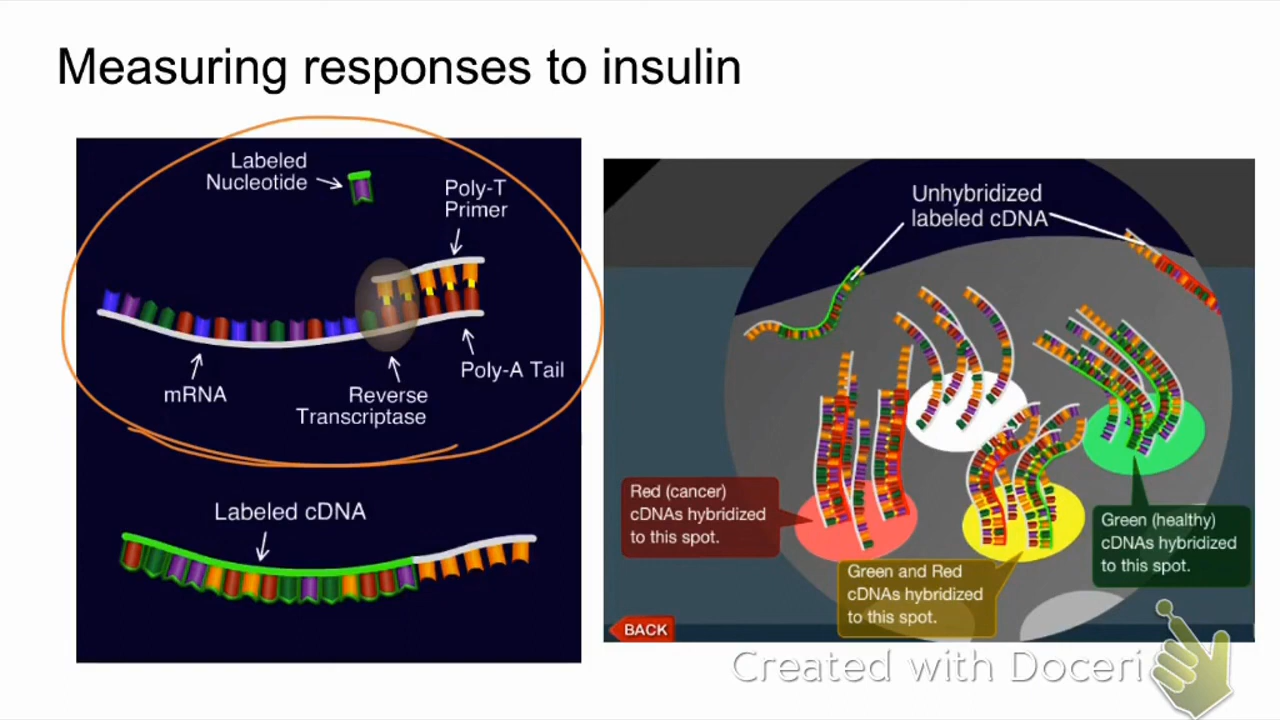 Measuring responses to insulin
Labeled
Nucleotide
Poly-T
Primer
mRNA
Reverse
Transcriptase
Poly-A Tail
Labeled cDNA
Unhybridized
labeled cDNA
Red (cancer)
cDNAs hybridized
to this spot.
Green and Red
cDNAs hybridized
to this spot.
Green (healthy)
cDNAs hybridized
to this spot.
BACK
Created with Doceri